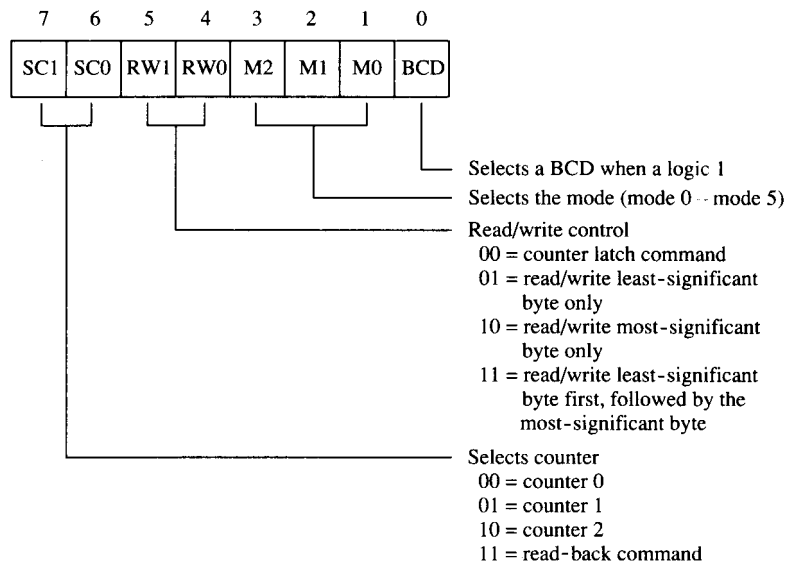 7 6 5 4 3 2 1 0
SC1 SC0 RW1 RW0 M2 M1 M0 BCD
Selects a BCD when a logic 1
Selects the mode (mode 0 - mode 5)
Read/write control
00 = counter latch command
01 = read/write least-significant
byte only
10 = read/write most-significant
byte only
11 = read/write least-significant
byte first, followed by the
most-significant byte
Selects counter
00 = counter 0
01 = counter 1
10 = counter 2
11 = read-back command